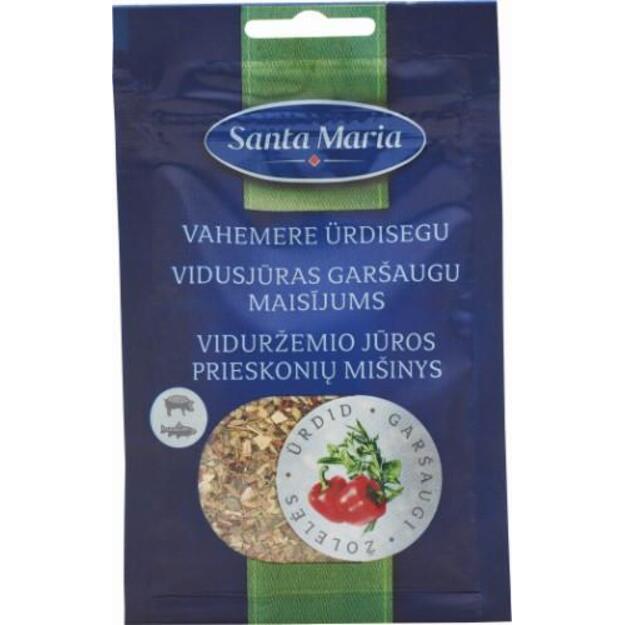 Santa Maria
VAHEMERE ÜRDISEGU
VIDUSJŪRAS GARŠAUGU
MAISĪJUMS
VIDURŽEMIO JŪROS
PRIESKONIŲ MIŠINYS
ÜRDID • GARŠAUGI • ŽOLELĖS •